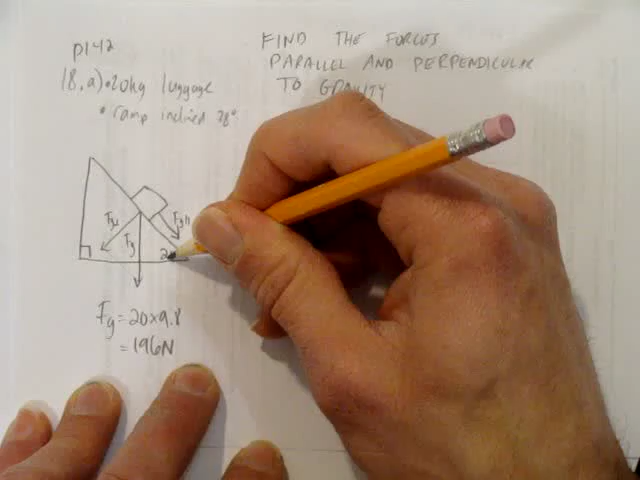 p142
FIND THE FORCES
18. a) • 20kg luggage
PARALLEL AND PERPENDICULAR
TO GRAVITY
• ramp inclined 28°
Fg⊥
Fg
Fg∥
2
Fg = 20 x 9.8
= 196N